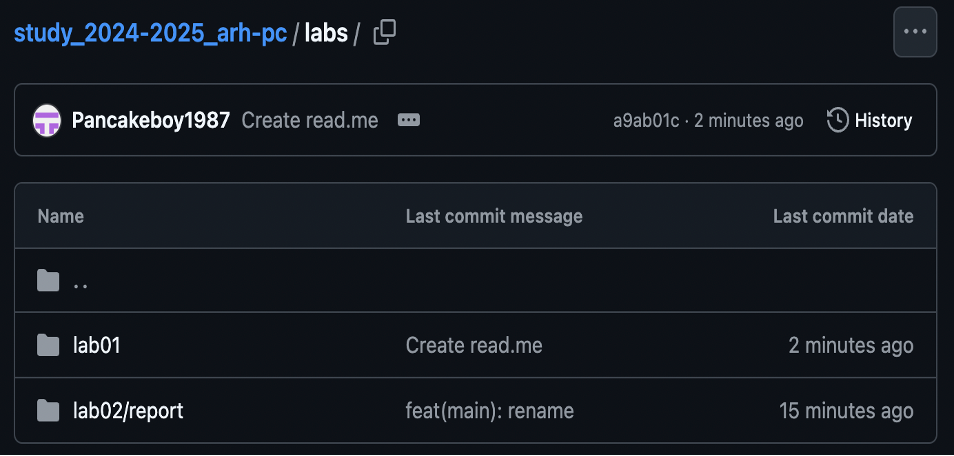 study_2024-2025_arh-pc / labs /
Pancakeboy1987 Create read.me a9ab01c · 2 minutes ago History
Name Last commit message Last commit date
..
lab01 Create read.me 2 minutes ago
lab02/report feat(main): rename 15 minutes ago